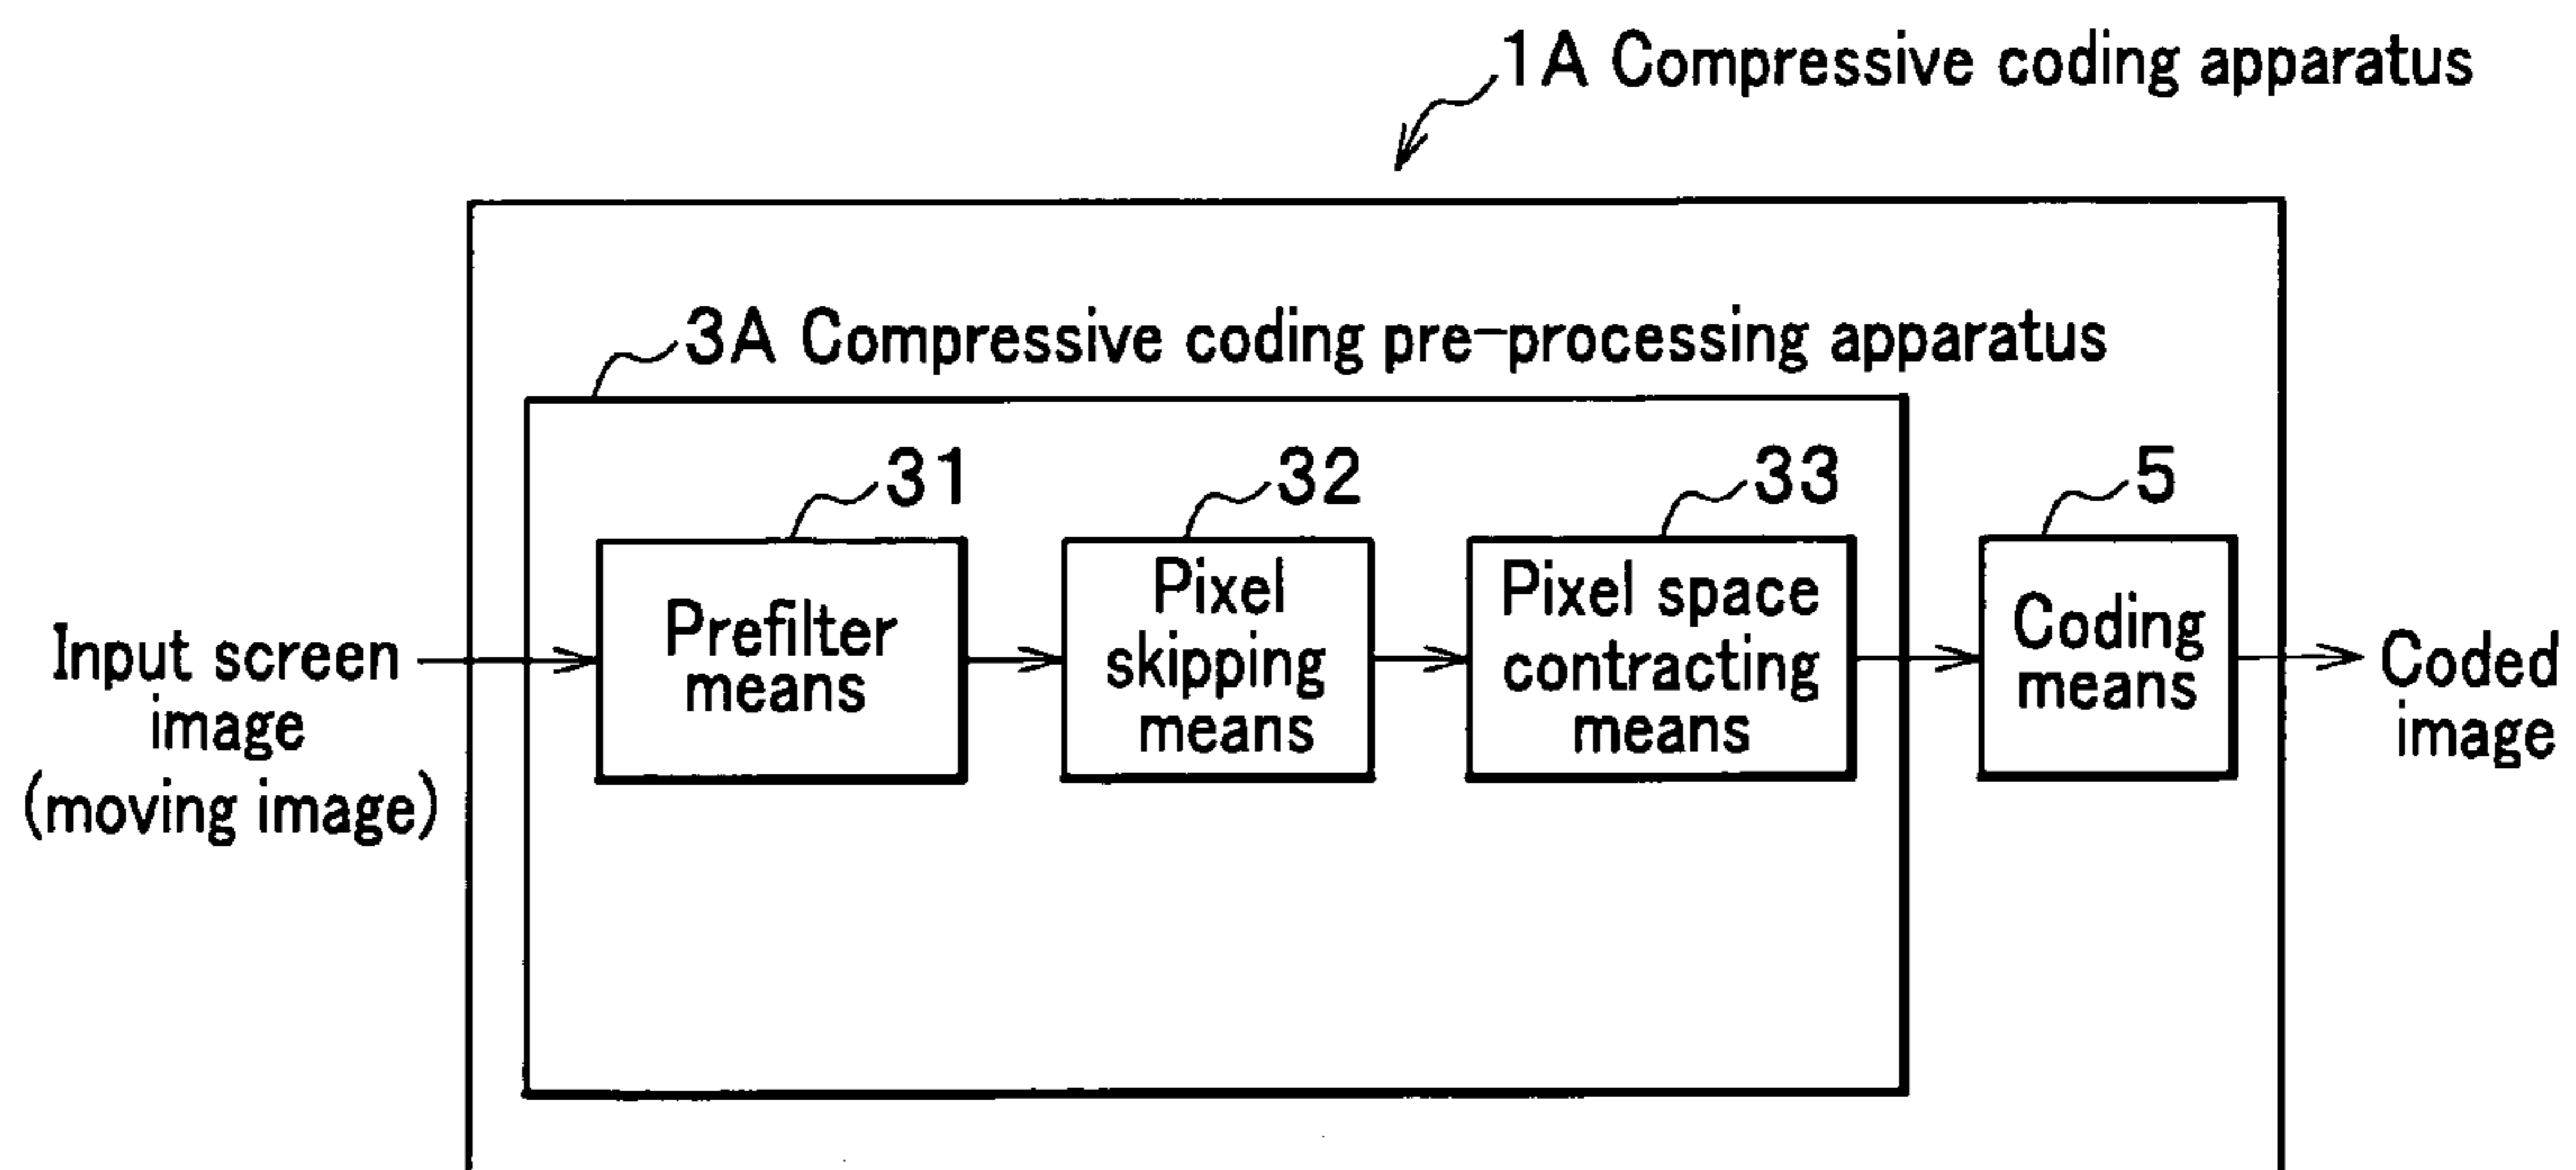 1A Compressive coding apparatus
3A Compressive coding pre-processing apparatus
31
32
33
5
Input screen
image
(moving image)
Prefilter
means
Pixel
skipping
means
Pixel space
contracting
means
Coding
means
Coded
image